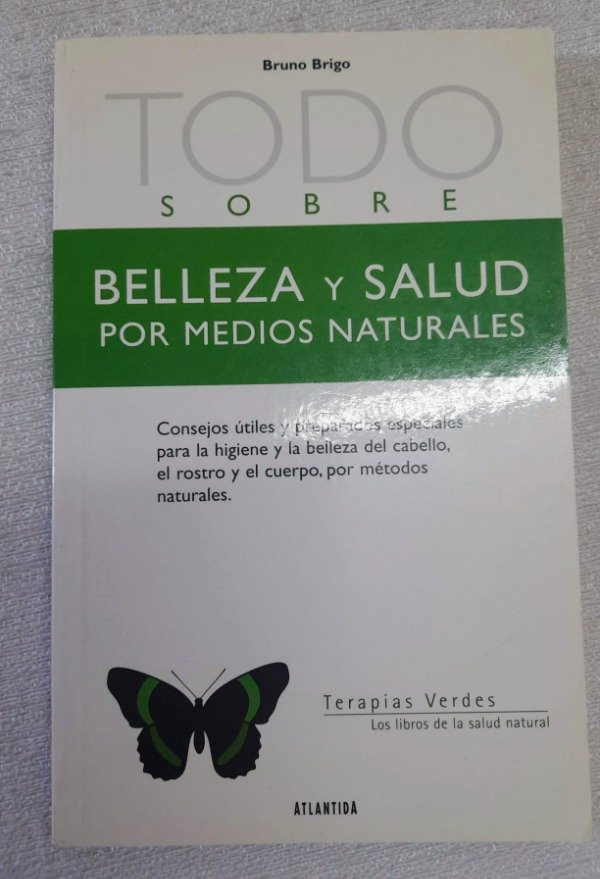 Bruno Brigo
TODO
SOBRE
BELLEZA Y SALUD
POR MEDIOS NATURALES
Consejos útiles y preparados especiales
para la higiene y la belleza del cabello,
el rostro y el cuerpo, por métodos
naturales.
Terapias Verdes
Los libros de la salud natural
ATLANTIDA